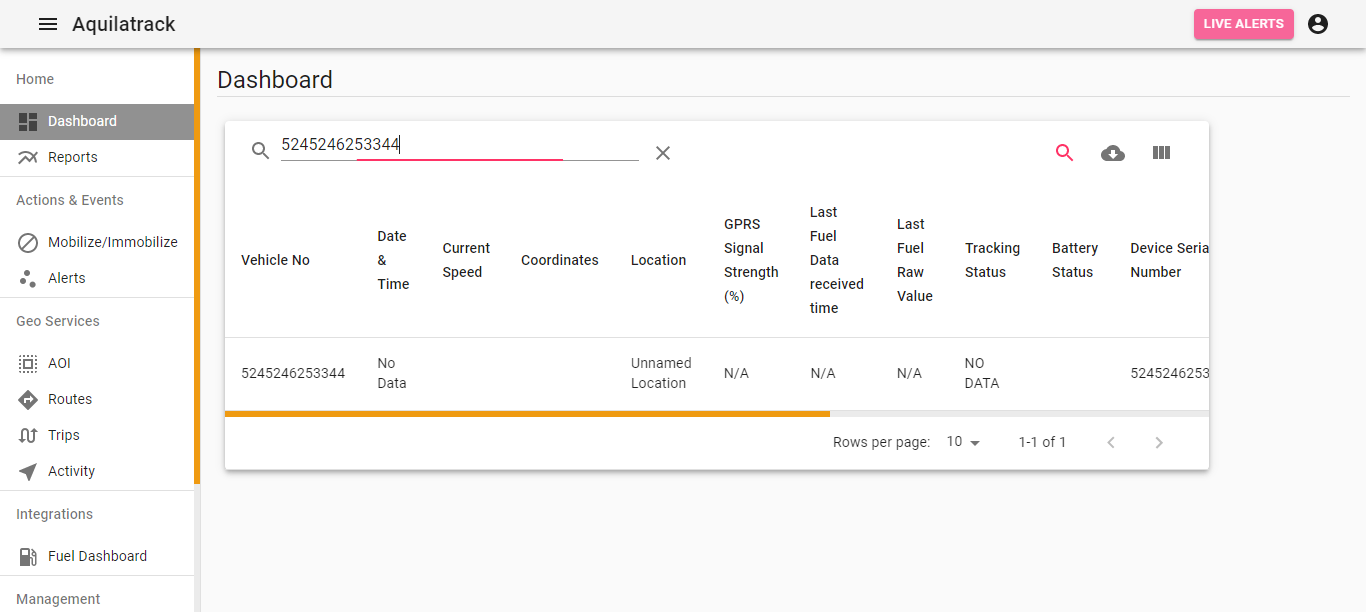 Aquilatrack
LIVE ALERTS
Home
Dashboard
Reports
Actions & Events
Mobilize/Immobilize
Alerts
Geo Services
AOI
Routes
Trips
Activity
Integrations
Fuel Dashboard
Management
Dashboard
5245246253344
Vehicle No
Date
&
Time
Current
Speed
Coordinates
Location
GPRS
Signal
Strength
(%)
Last
Fuel
Data
received
time
Last
Fuel
Raw
Value
Tracking
Status
Battery
Status
Device Seria
Number
5245246253344
No
Data
Unnamed
Location
N/A
N/A
N/A
NO
DATA
5245246253
Rows per page:
10
1-1 of 1